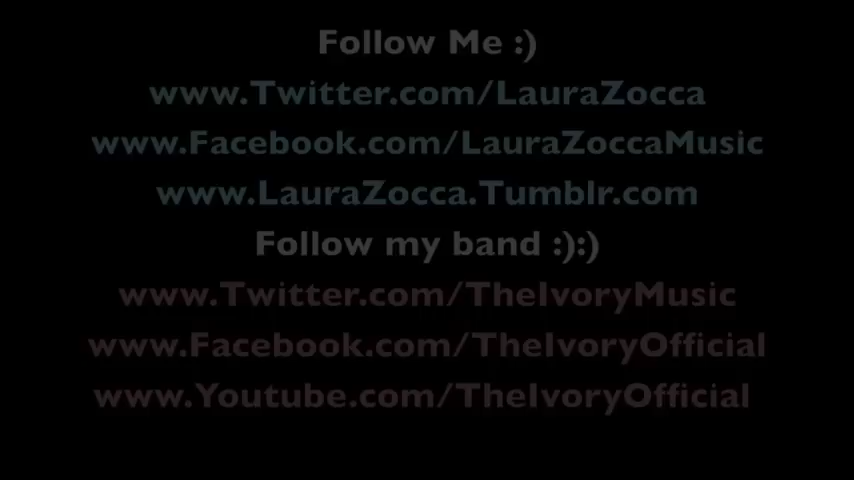 Follow Me :)
www.Twitter.com/LauraZocca
www.Facebook.com/LauraZoccaMusic
www.LauraZocca.Tumblr.com
Follow my band :):)
www.Twitter.com/TheIvoryMusic
www.Facebook.com/TheIvoryOfficial
www.Youtube.com/TheIvoryOfficial